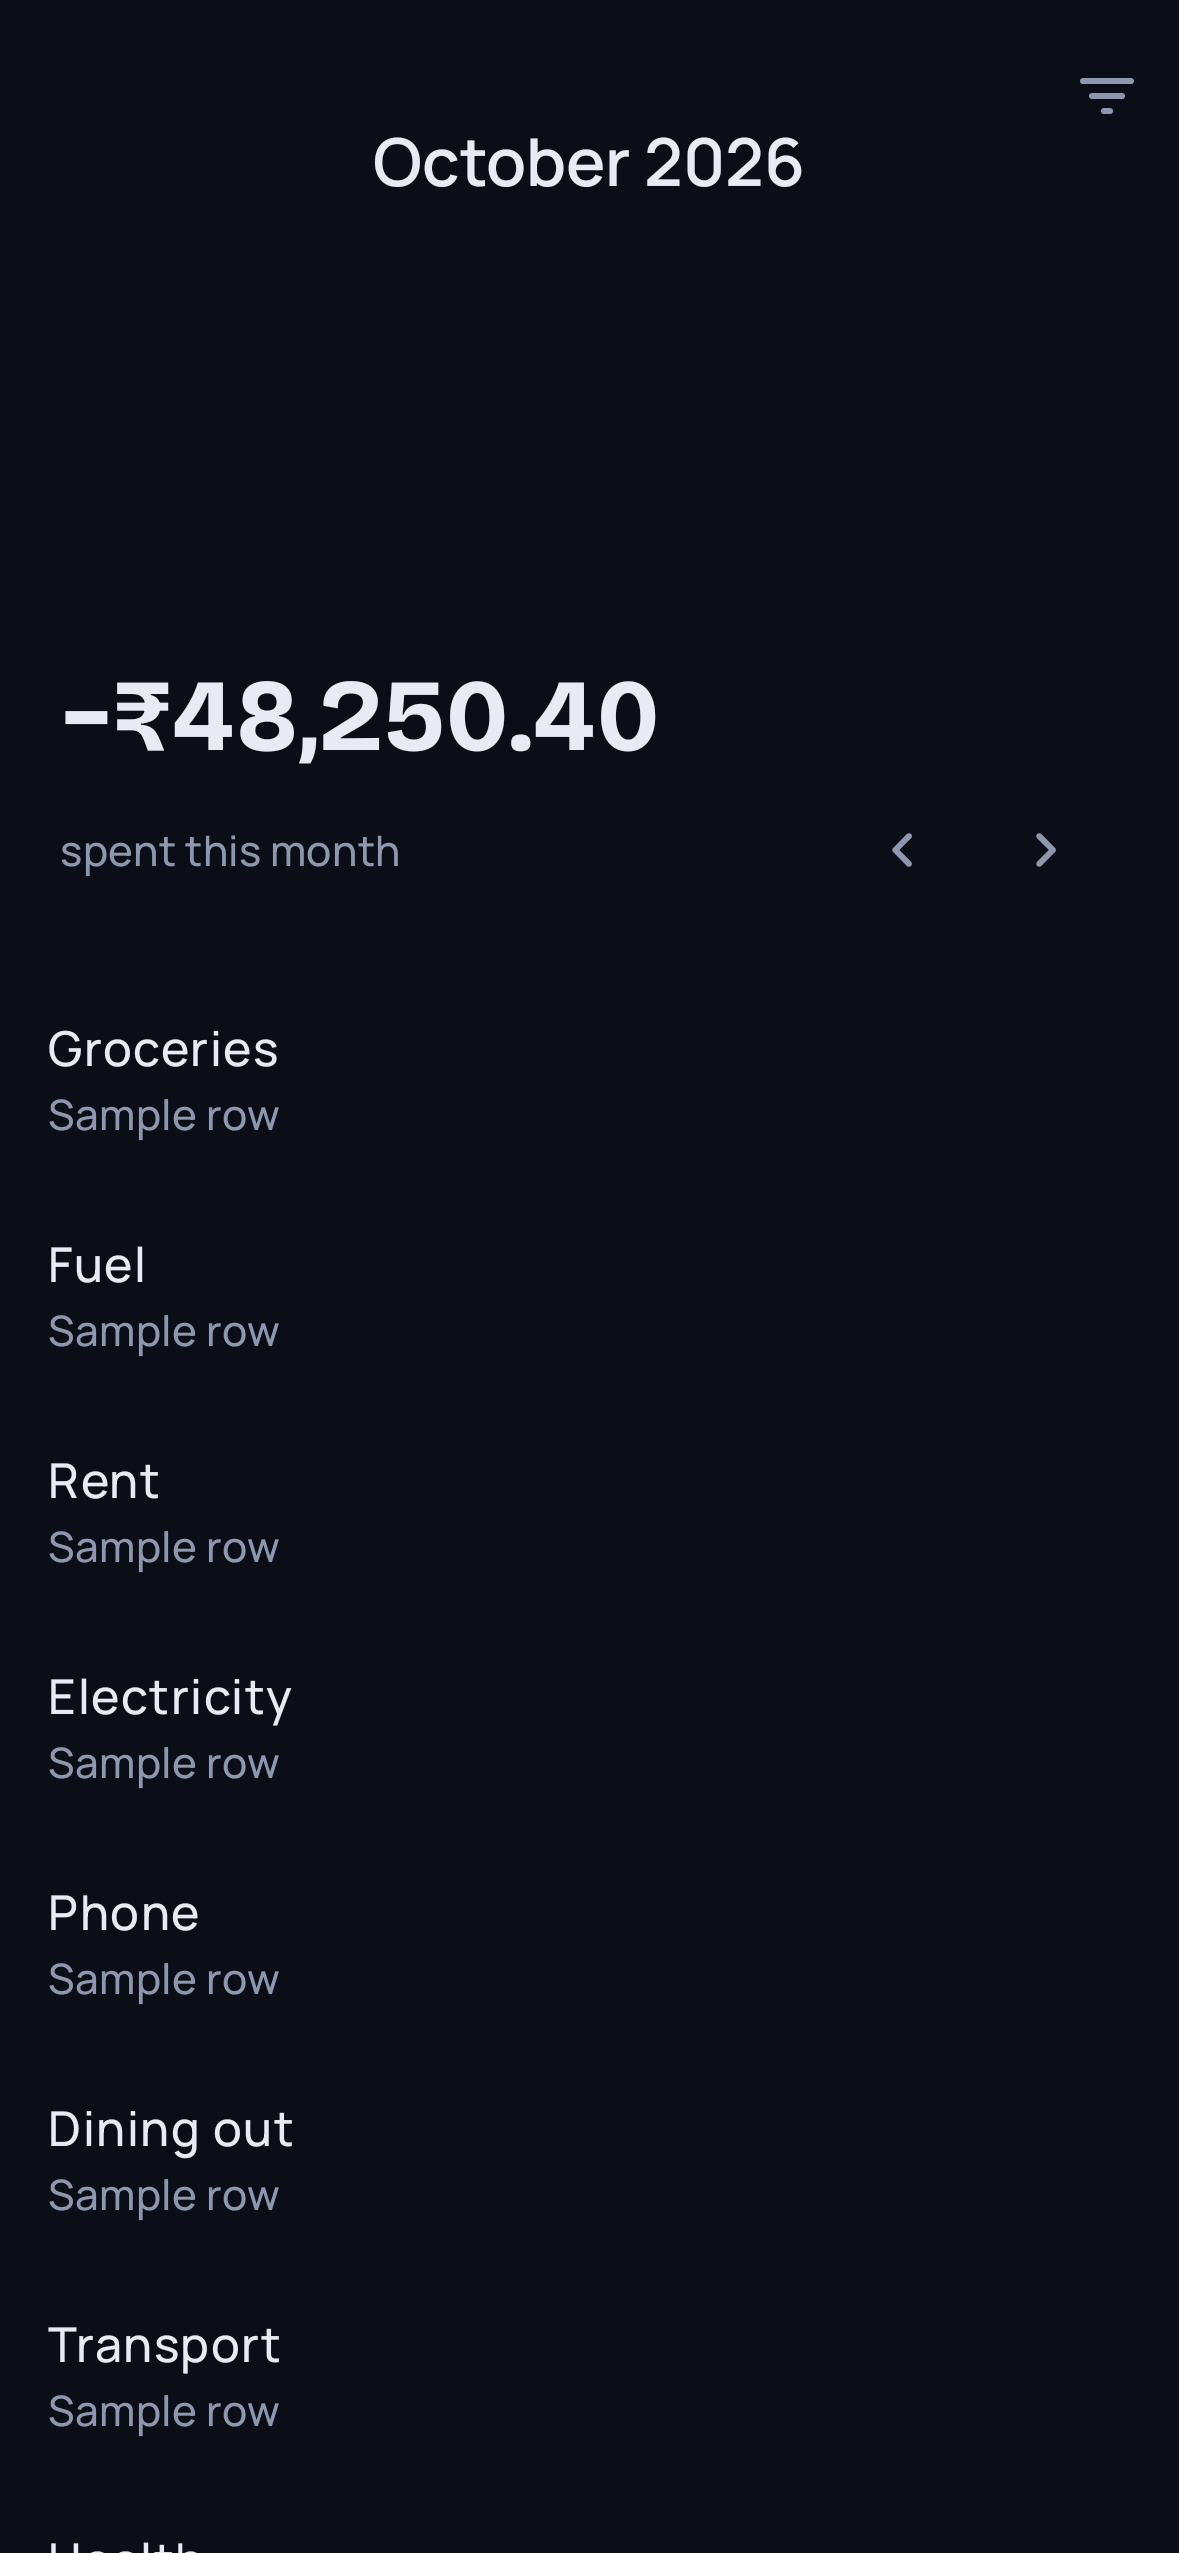 October 2026
−₹48,250.40
spent this month
Groceries
Sample row
Fuel
Sample row
Rent
Sample row
Electricity
Sample row
Phone
Sample row
Dining out
Sample row
Transport
Sample row
Health